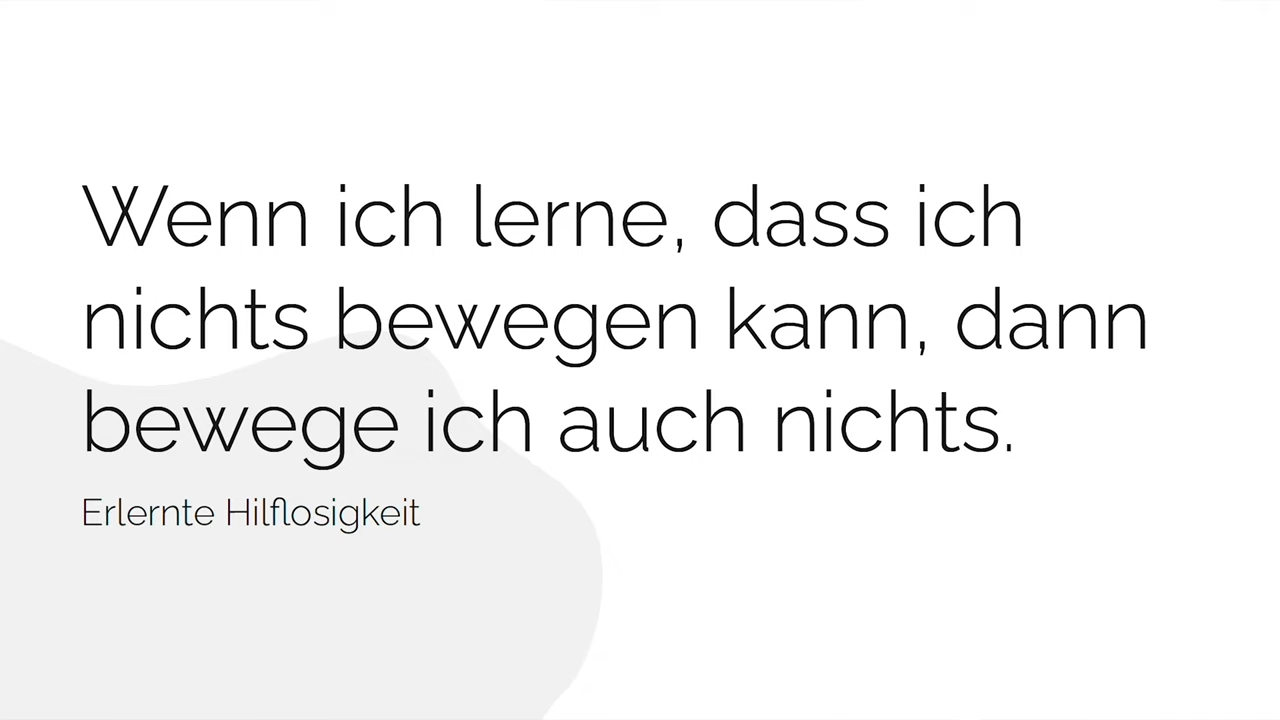 Wenn ich lerne, dass ich
nichts bewegen kann, dann
bewege ich auch nichts.
Erlernte Hilflosigkeit